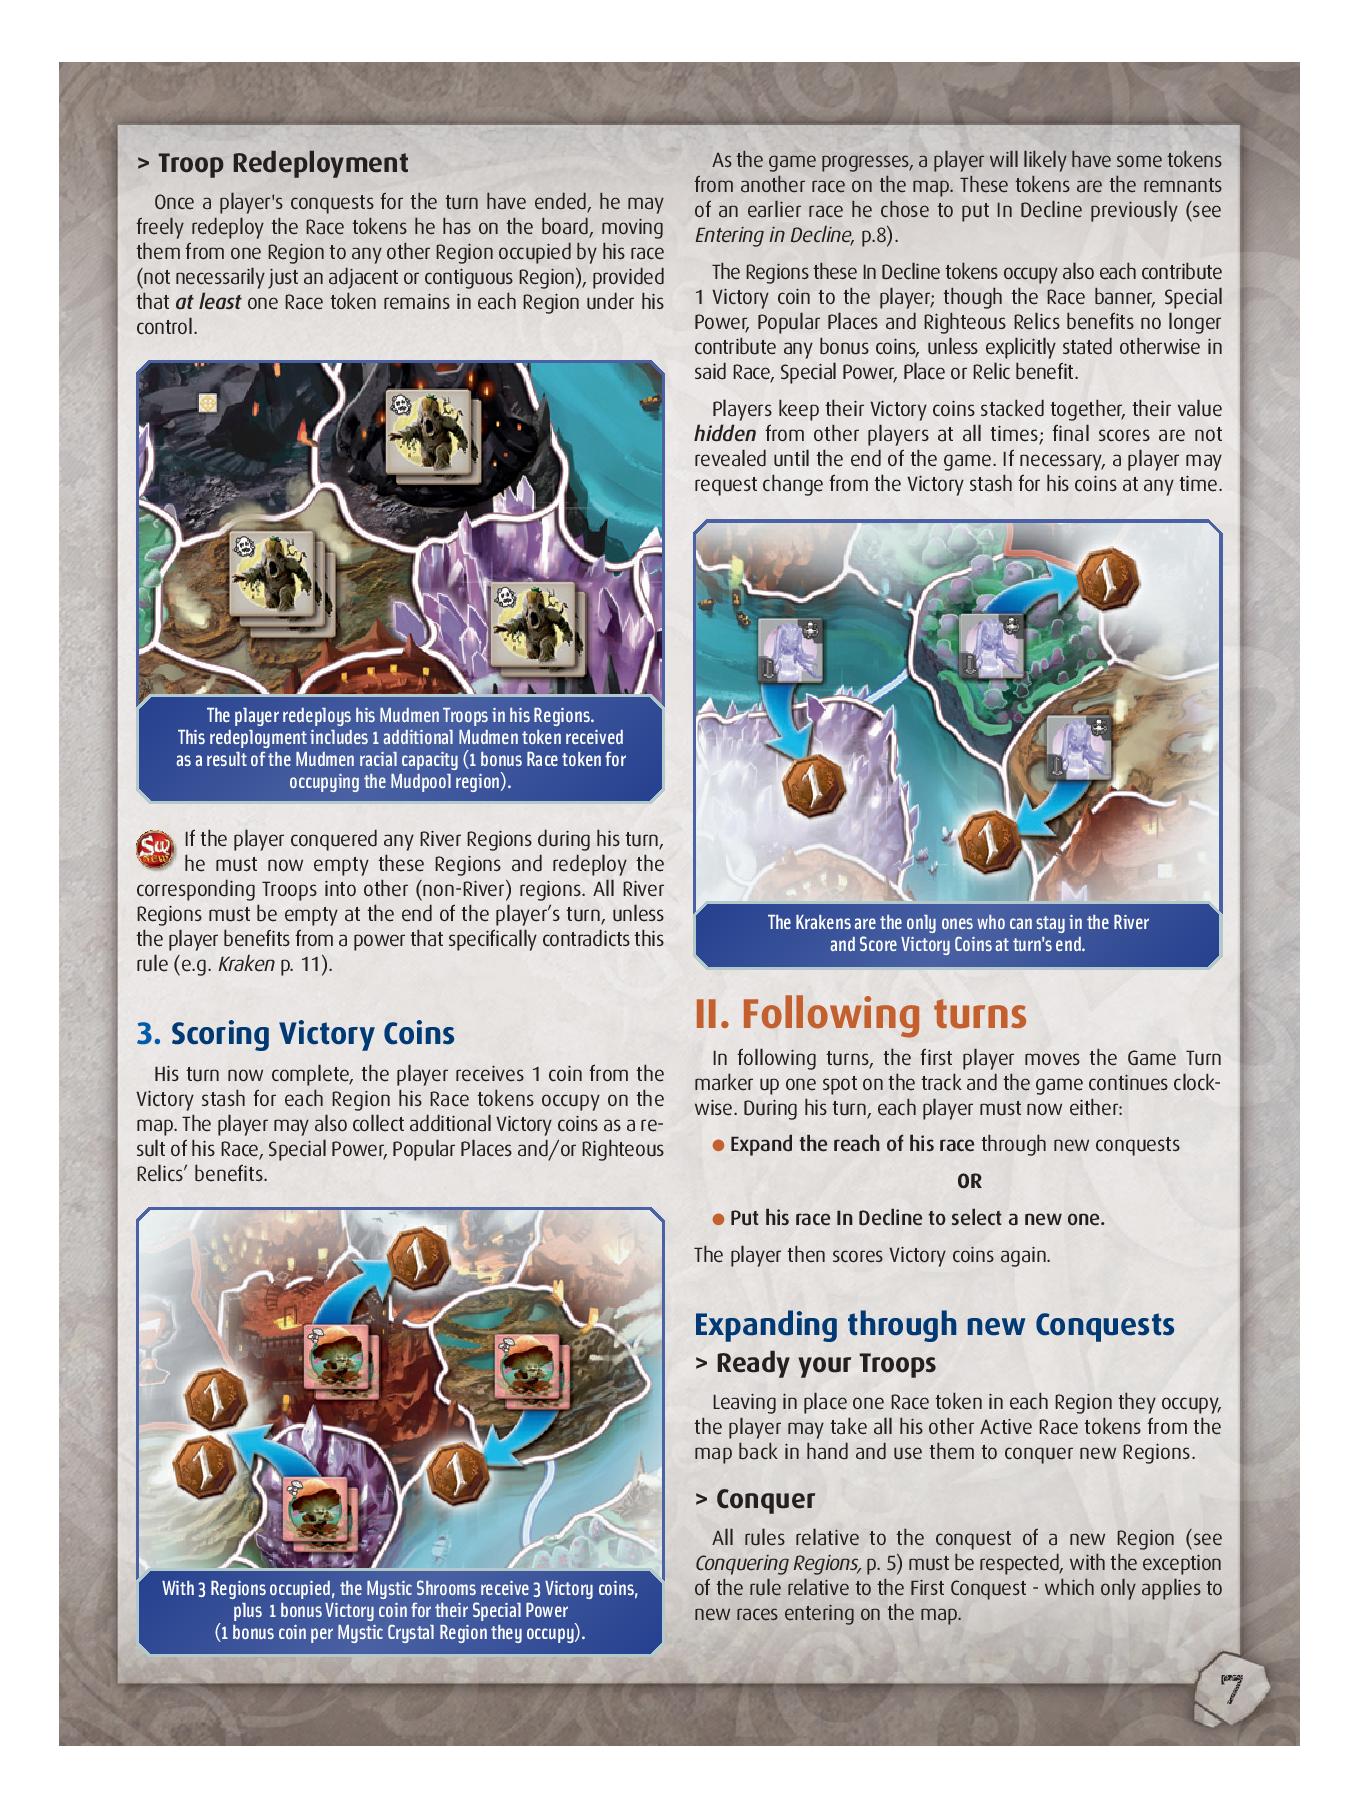 > Troop Redeployment
Once a player's conquests for the turn have ended, he may
freely redeploy the Race tokens he has on the board, moving
them from one Region to any other Region occupied by his race
(not necessarily just an adjacent or contiguous Region), provided
that at least one Race token remains in each Region under his
control.
The player redeploys his Mudmen Troops in his Regions.
This redeployment includes 1 additional Mudmen token received
as a result of the Mudmen racial capacity (1 bonus Race token for
occupying the Mudpool region).
If the player conquered any River Regions during his turn,
he must now empty these Regions and redeploy the
corresponding Troops into other (non-River) regions. All River
Regions must be empty at the end of the player’s turn, unless
the player benefits from a power that specifically contradicts this
rule (e.g. Kraken p. 11).
3. Scoring Victory Coins
His turn now complete, the player receives 1 coin from the
Victory stash for each Region his Race tokens occupy on the
map. The player may also collect additional Victory coins as a re-
sult of his Race, Special Power, Popular Places and/or Righteous
Relics’ benefits.
1
1
1
1
With 3 Regions occupied, the Mystic Shrooms receive 3 Victory coins,
plus 1 bonus Victory coin for their Special Power
(1 bonus coin per Mystic Crystal Region they occupy).
As the game progresses, a player will likely have some tokens
from another race on the map. These tokens are the remnants
of an earlier race he chose to put In Decline previously (see
Entering in Decline, p.8).
The Regions these In Decline tokens occupy also each contribute
1 Victory coin to the player; though the Race banner, Special
Power, Popular Places and Righteous Relics benefits no longer
contribute any bonus coins, unless explicitly stated otherwise in
said Race, Special Power, Place or Relic benefit.
Players keep their Victory coins stacked together, their value
hidden from other players at all times; final scores are not
revealed until the end of the game. If necessary, a player may
request change from the Victory stash for his coins at any time.
1
1
1
The Krakens are the only ones who can stay in the River
and Score Victory Coins at turn's end.
II. Following turns
In following turns, the first player moves the Game Turn
marker up one spot on the track and the game continues clock-
wise. During his turn, each player must now either:
● Expand the reach of his race through new conquests
OR
● Put his race In Decline to select a new one.
The player then scores Victory coins again.
Expanding through new Conquests
> Ready your Troops
Leaving in place one Race token in each Region they occupy,
the player may take all his other Active Race tokens from the
map back in hand and use them to conquer new Regions.
> Conquer
All rules relative to the conquest of a new Region (see
Conquering Regions, p. 5) must be respected, with the exception
of the rule relative to the First Conquest - which only applies to
new races entering on the map.
7